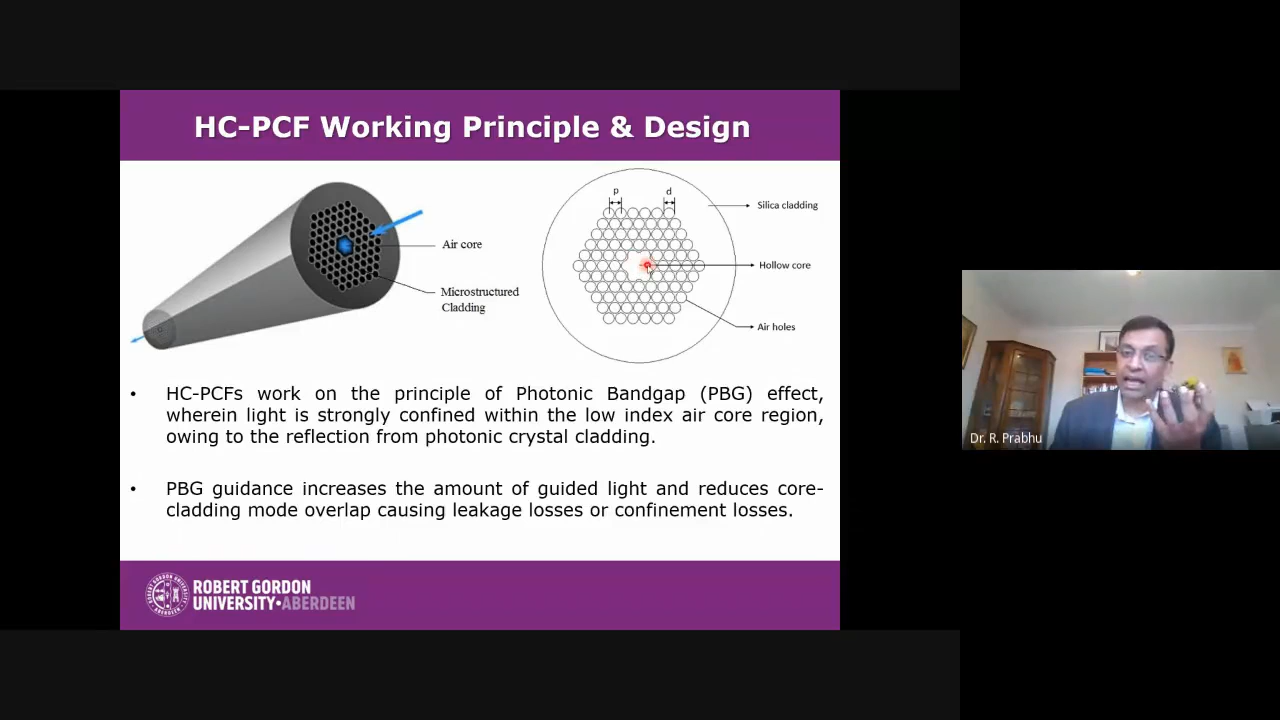 HC-PCF Working Principle & Design
Air core
Microstructured
Cladding
p
d
Silica cladding
Hollow core
Air holes
• HC-PCFs work on the principle of Photonic Bandgap (PBG) effect,
wherein light is strongly confined within the low index air core region,
owing to the reflection from photonic crystal cladding.
• PBG guidance increases the amount of guided light and reduces core-
cladding mode overlap causing leakage losses or confinement losses.
ROBERT GORDON
UNIVERSITY•ABERDEEN
Dr. R. Prabhu